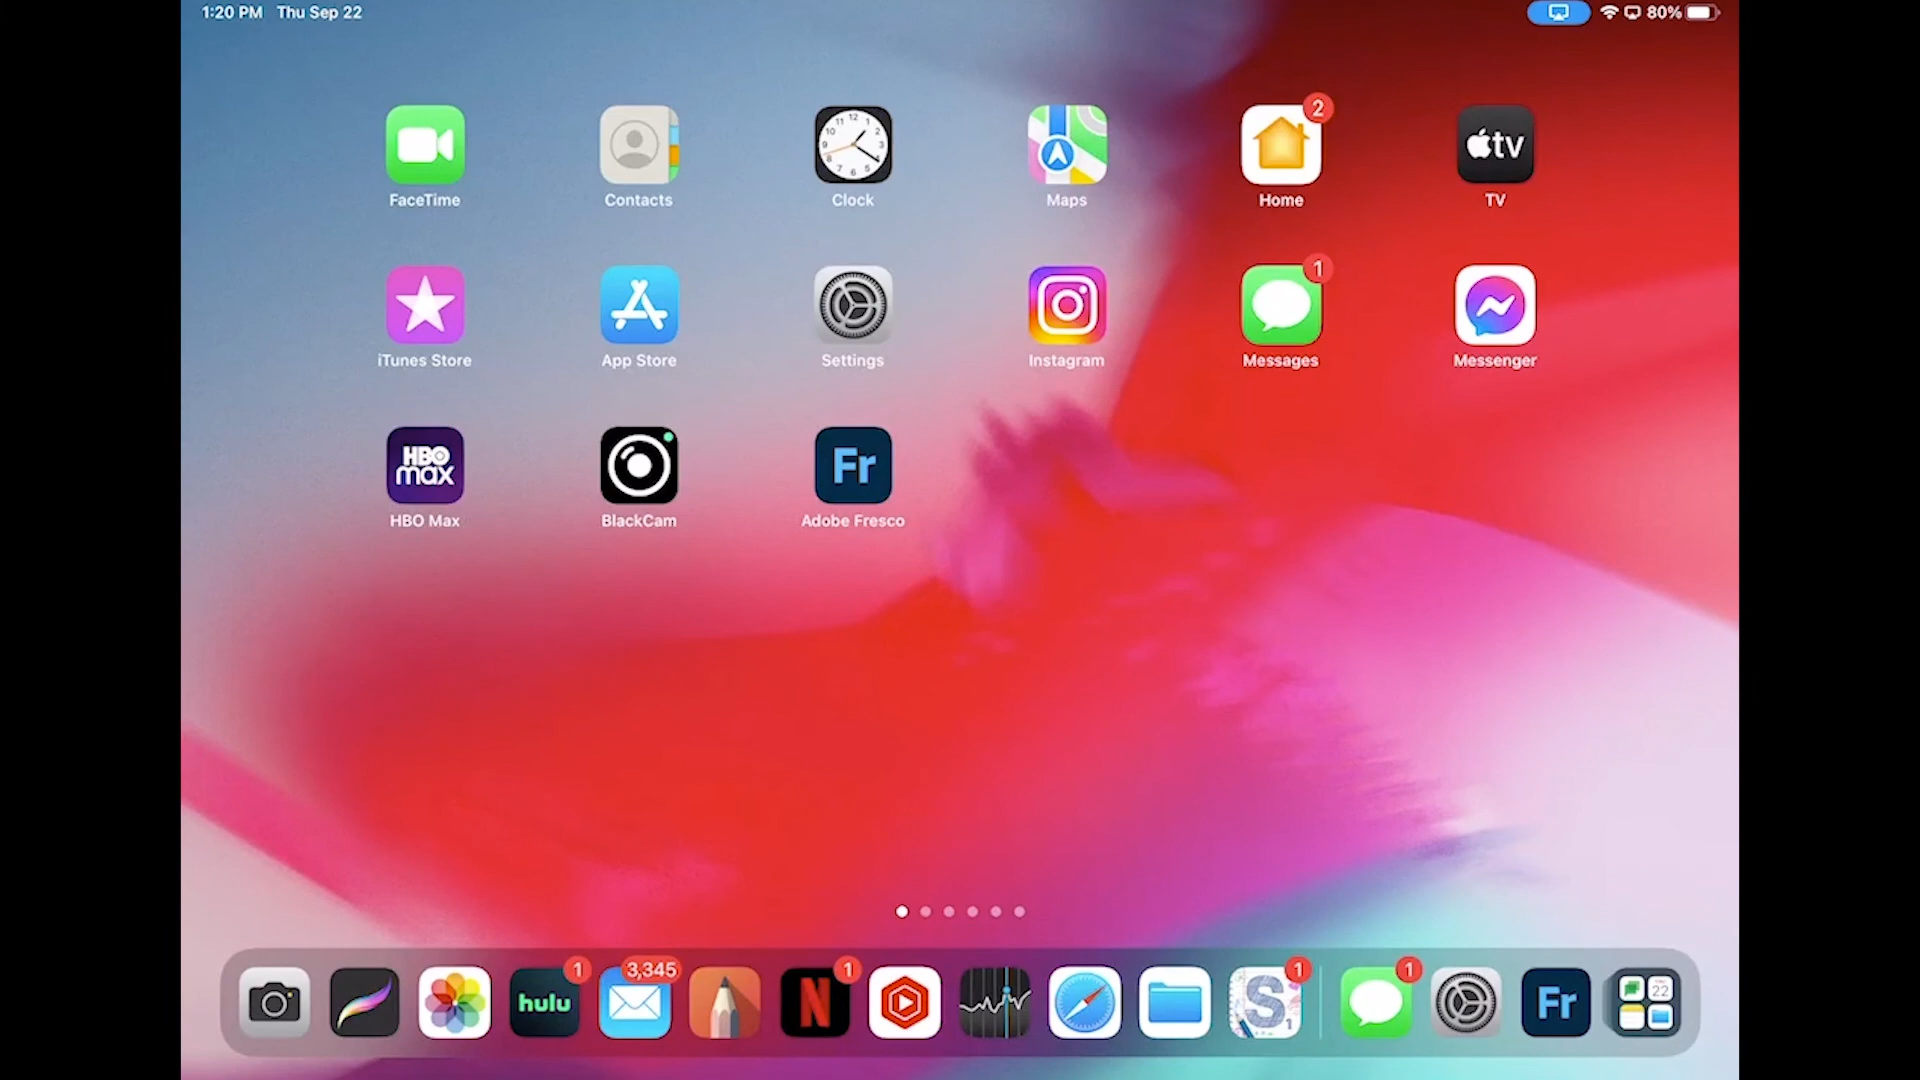 1:20 PM Thu Sep 22
80%
2
tv
FaceTime Contacts Clock Maps Home TV
1
iTunes Store App Store Settings Instagram Messages Messenger
HBO max
Fr
HBO Max BlackCam Adobe Fresco
1 3,345 1 1 1
hulu N S 1 Fr 22